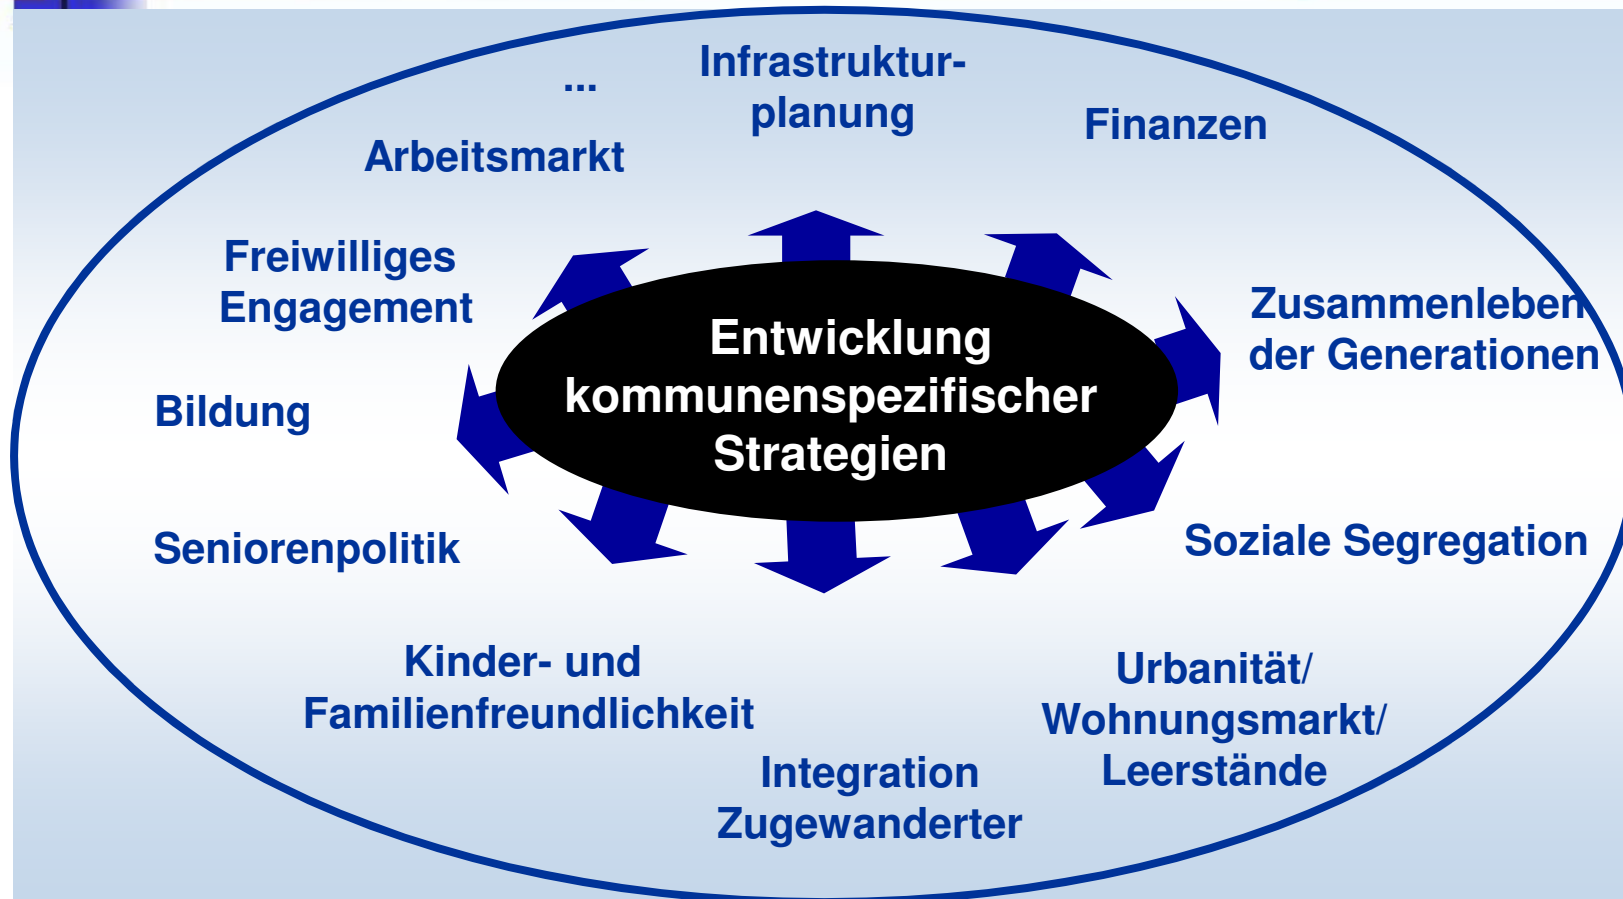 ...
Infrastruktur-
planung
Finanzen
Arbeitsmarkt
Freiwilliges
Engagement
Zusammenleben
der Generationen
Entwicklung
kommunenspezifischer
Strategien
Bildung
Seniorenpolitik
Soziale Segregation
Kinder- und
Familienfreundlichkeit
Urbanität/
Wohnungsmarkt/
Leerstände
Integration
Zugewanderter